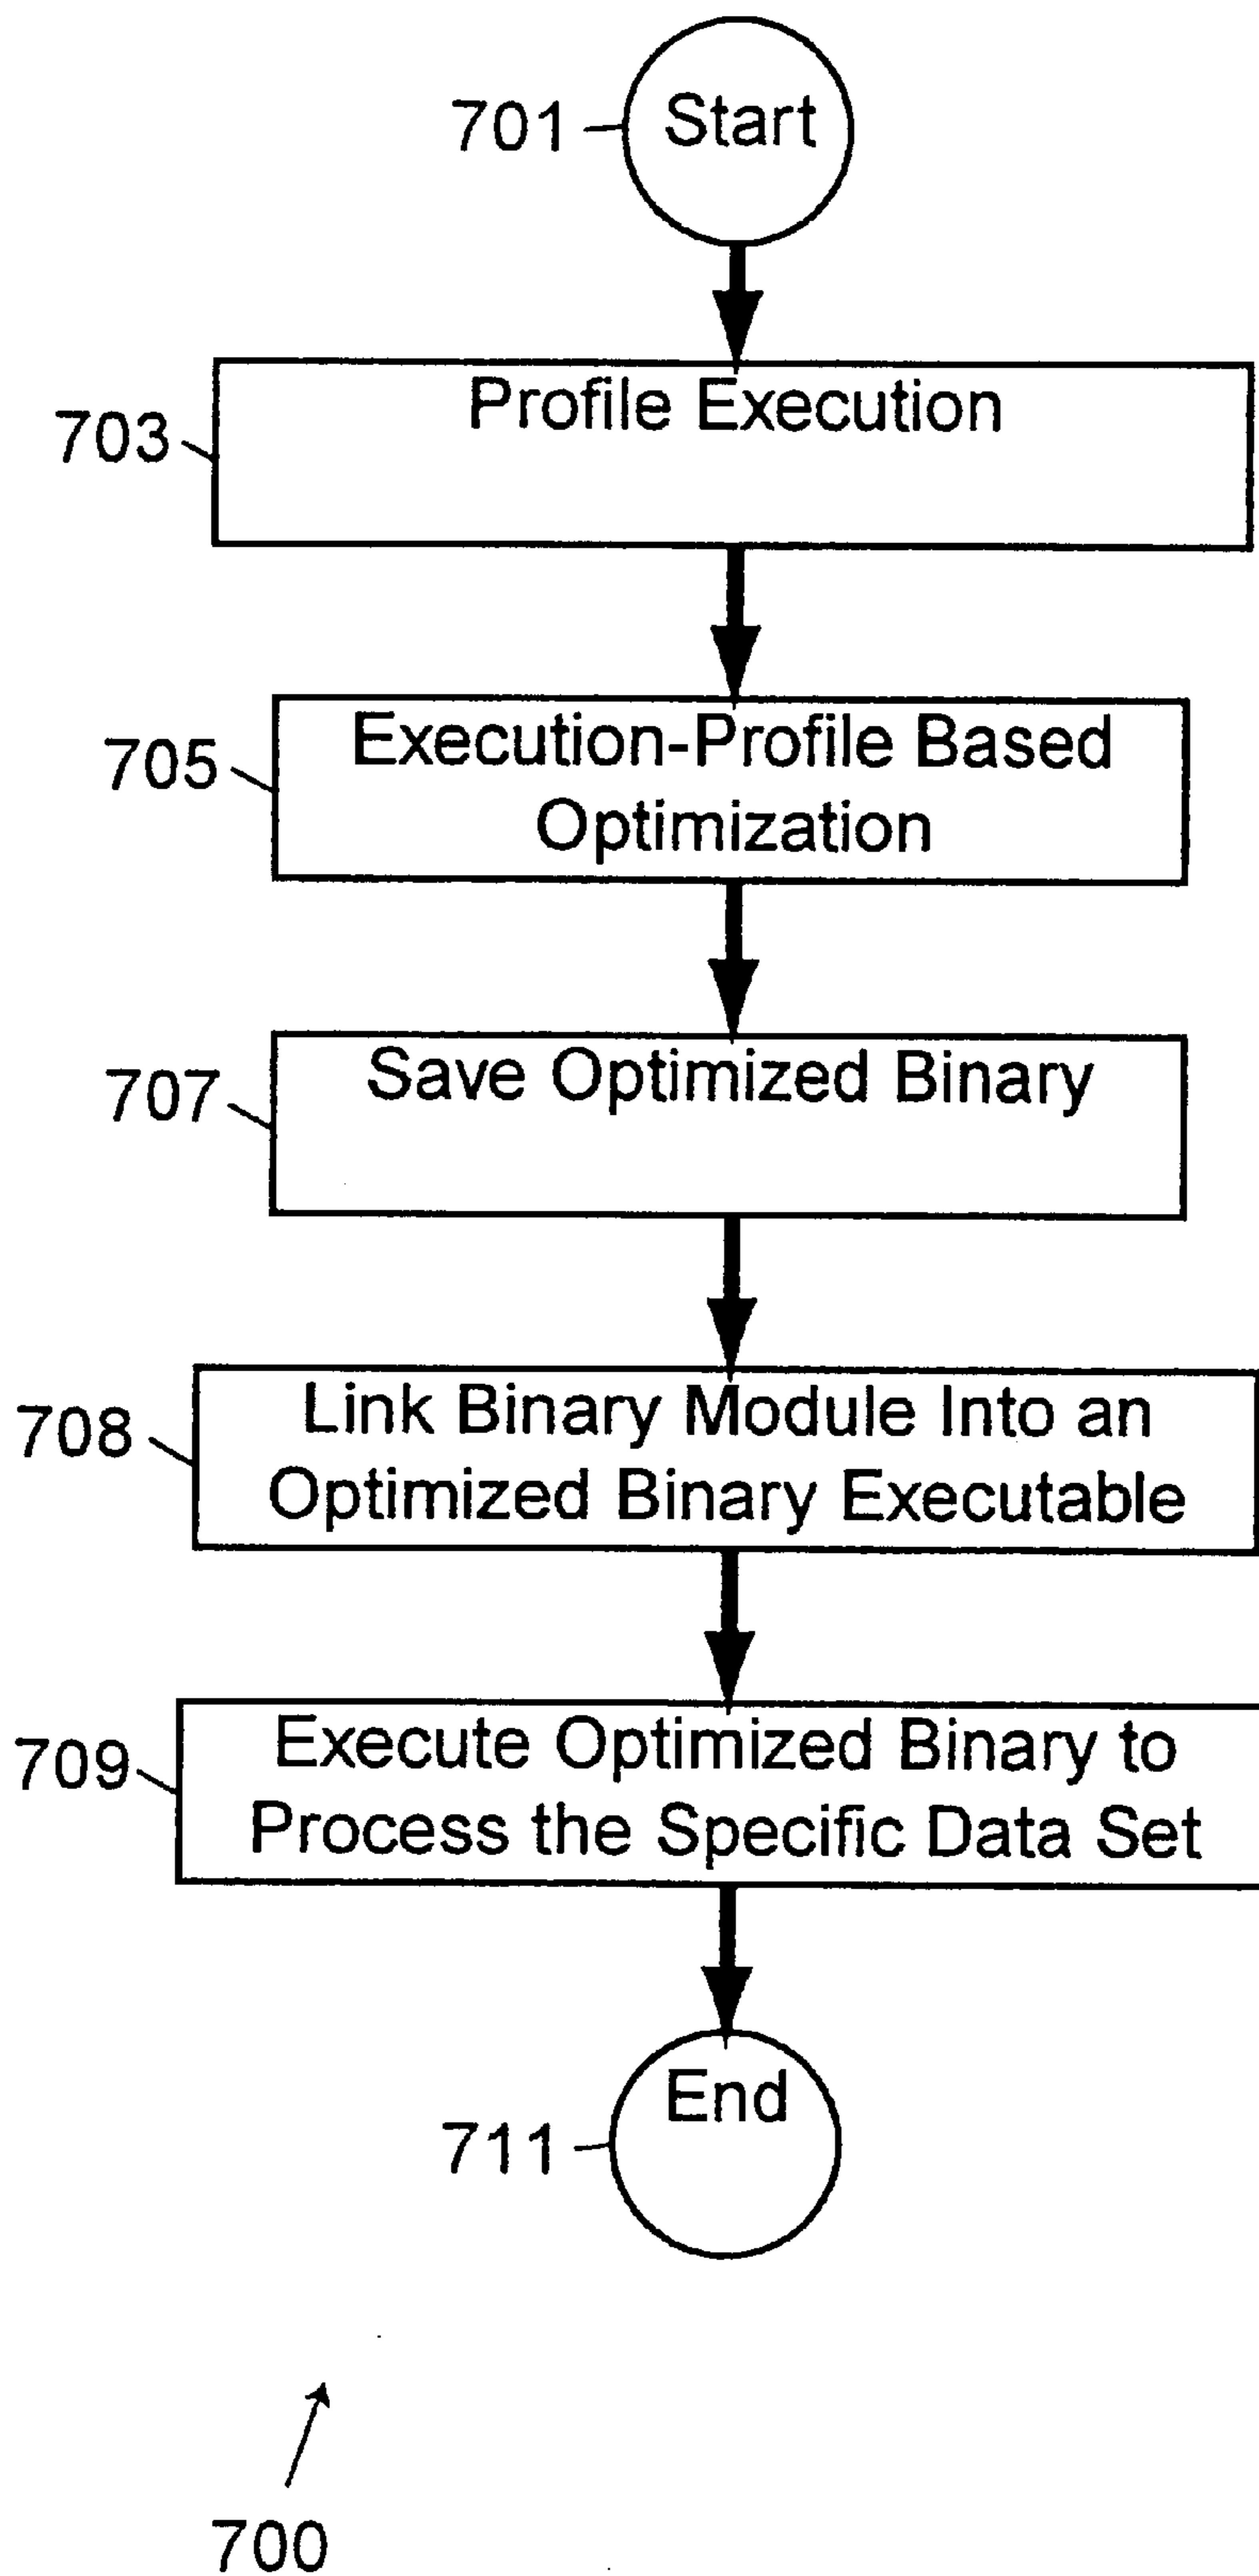 701
Start
703
Profile Execution
705
Execution-Profile Based
Optimization
707
Save Optimized Binary
708
Link Binary Module Into an
Optimized Binary Executable
709
Execute Optimized Binary to
Process the Specific Data Set
711
End
700